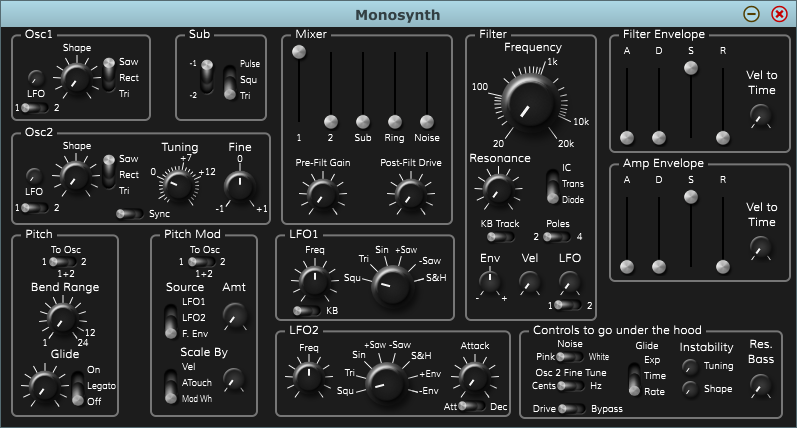 Monosynth
Osc1
Shape
Saw
Rect
Tri
LFO
1 2
Sub
-1
-2
Pulse
Squ
Tri
Mixer
1 2 Sub Ring Noise
Pre-Filt Gain Post-Filt Drive
Filter
Frequency
1k
100
10k
20 20k
Resonance
IC
Trans
Diode
KB Track
Poles
2 4
Env Vel LFO
- +
1 2
Filter Envelope
A D S R
Vel to
Time
Amp Envelope
A D S R
Vel to
Time
Osc2
Shape
Saw
Rect
Tri
LFO
1 2
Tuning
+7
0 +12
Sync
Fine
0
-1 +1
Pitch
To Osc
1 2
1+2
Bend Range
12
1 24
Glide
On
Legato
Off
Pitch Mod
To Osc
1 2
1+2
Source
LFO1
LFO2
F. Env
Amt
Scale By
Vel
ATouch
Mod Wh
LFO1
Freq
KB
Sin +Saw
Tri -Saw
Squ S&H
LFO2
Freq
+Saw -Saw
Sin S&H
Tri +Env
Squ -Env
Attack
Att Dec
Controls to go under the hood
Noise
Pink White
Osc 2 Fine Tune
Cents Hz
Drive Bypass
Glide
Exp
Time
Rate
Instability
Tuning
Shape
Res.
Bass